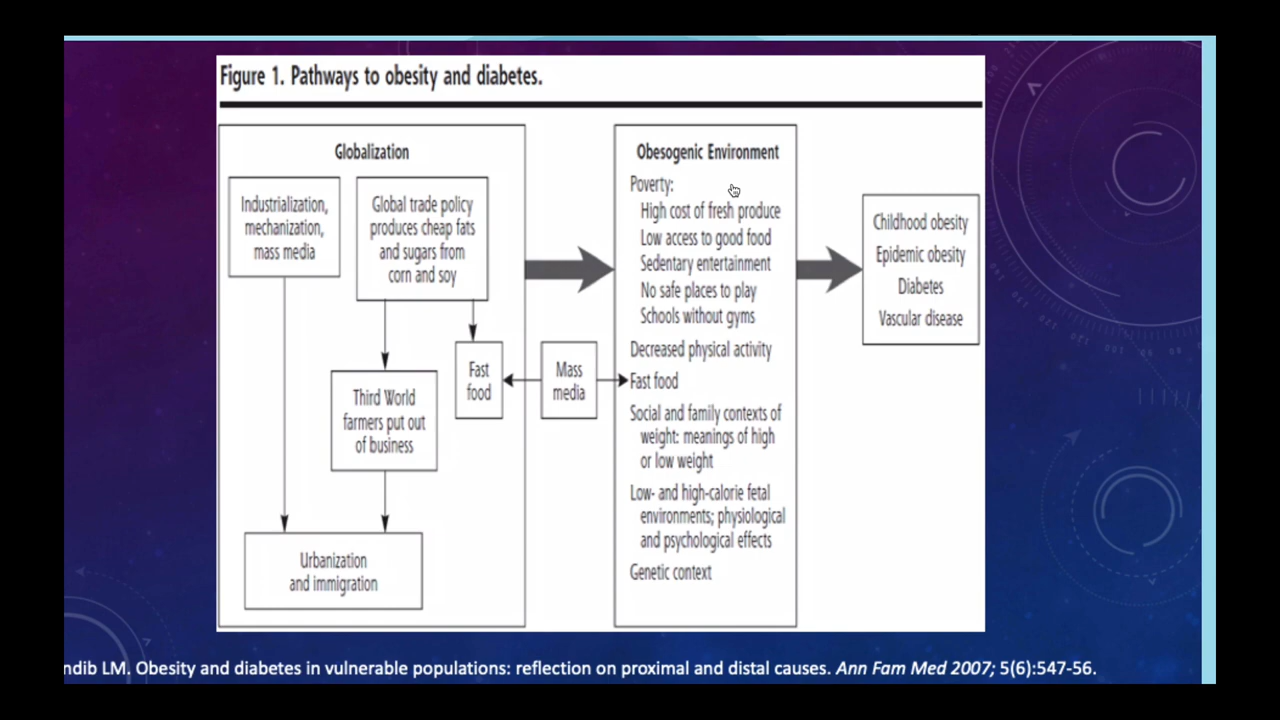 Figure 1. Pathways to obesity and diabetes.
Globalization
Industrialization,
mechanization,
mass media
Global trade policy
produces cheap fats
and sugars from
corn and soy
Third World
farmers put out
of business
Fast
food
Mass
media
Urbanization
and immigration
Obesogenic Environment
Poverty:
High cost of fresh produce
Low access to good food
Sedentary entertainment
No safe places to play
Schools without gyms
Decreased physical activity
Fast food
Social and family contexts of
weight: meanings of high
or low weight
Low- and high-calorie fetal
environments; physiological
and psychological effects
Genetic context
Childhood obesity
Epidemic obesity
Diabetes
Vascular disease
LM. Obesity and diabetes in vulnerable populations: reflection on proximal and distal causes. Ann Fam Med 2007; 5(6):547-56.